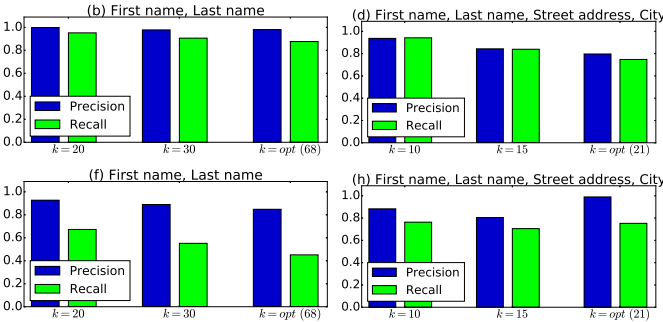 (b) First name, Last name
1.0
0.8
0.6
0.4
0.2
0.0
Precision
Recall
k = 20
k = 30
k = opt (68)
(d) First name, Last name, Street address, City
1.0
0.8
0.6
0.4
0.2
0.0
Precision
Recall
k = 10
k = 15
k = opt (21)
(f) First name, Last name
1.0
0.8
0.6
0.4
0.2
0.0
Precision
Recall
k = 20
k = 30
k = opt (68)
(h) First name, Last name, Street address, City
1.0
0.8
0.6
0.4
0.2
0.0
Precision
Recall
k = 10
k = 15
k = opt (21)